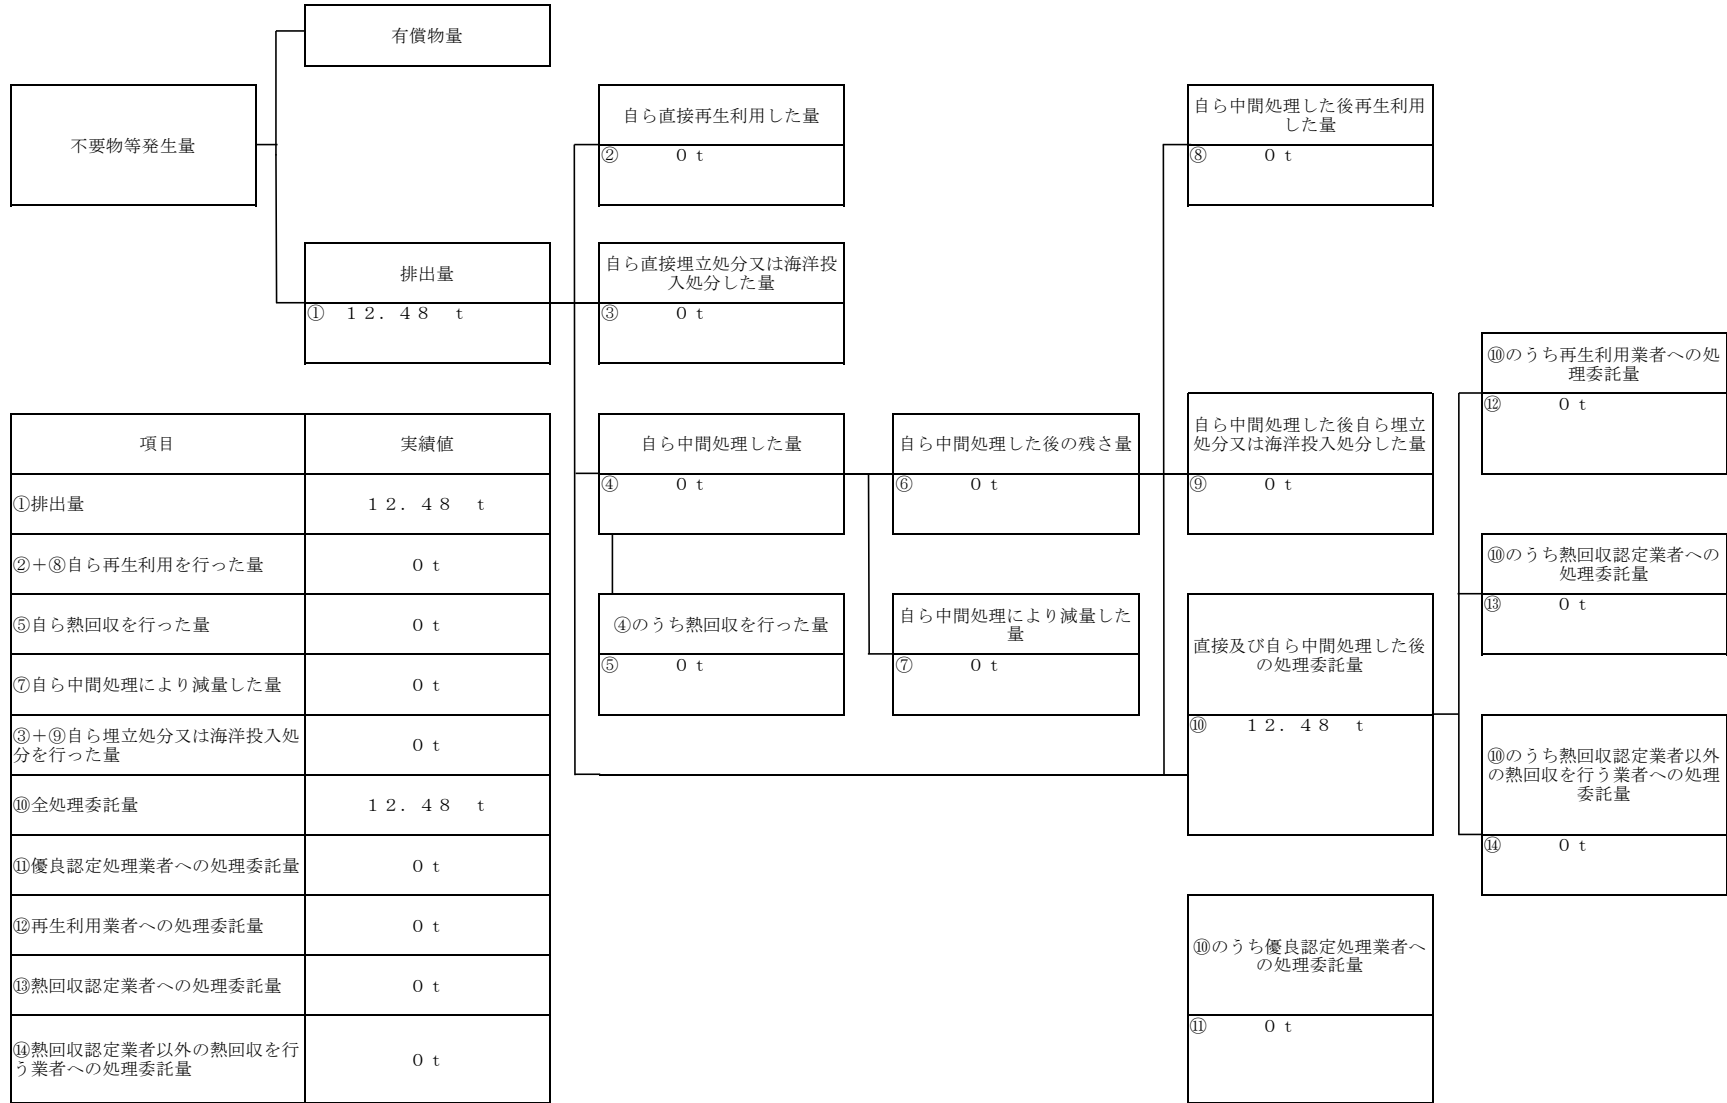 有償物量
不要物等発生量
自ら直接再生利用した量
②　０ｔ
自ら中間処理した後再生利用
した量
⑧　０ｔ
排出量
①　１２．４８　ｔ
自ら直接埋立処分又は海洋投
入処分した量
③　０ｔ
⑩のうち再生利用業者への処
理委託量
⑫　０ｔ
自ら中間処理した量
④　０ｔ
自ら中間処理した後の残さ量
⑥　０ｔ
自ら中間処理した後自ら埋立
処分又は海洋投入処分した量
⑨　０ｔ
⑩のうち熱回収認定業者への
処理委託量
⑬　０ｔ
④のうち熱回収を行った量
⑤　０ｔ
自ら中間処理により減量した
量
⑦　０ｔ
直接及び自ら中間処理した後
の処理委託量
⑩　１２．４８　ｔ
⑩のうち熱回収認定業者以外
の熱回収を行う業者への処理
委託量
⑭　０ｔ
⑩のうち優良認定処理業者へ
の処理委託量
⑪　０ｔ
項目　実績値
①排出量　１２．４８　ｔ
②＋⑧自ら再生利用を行った量　０ｔ
⑤自ら熱回収を行った量　０ｔ
⑦自ら中間処理により減量した量　０ｔ
③＋⑨自ら埋立処分又は海洋投入処
分を行った量　０ｔ
⑩全処理委託量　１２．４８　ｔ
⑪優良認定処理業者への処理委託量　０ｔ
⑫再生利用業者への処理委託量　０ｔ
⑬熱回収認定業者への処理委託量　０ｔ
⑭熱回収認定業者以外の熱回収を行
う業者への処理委託量　０ｔ